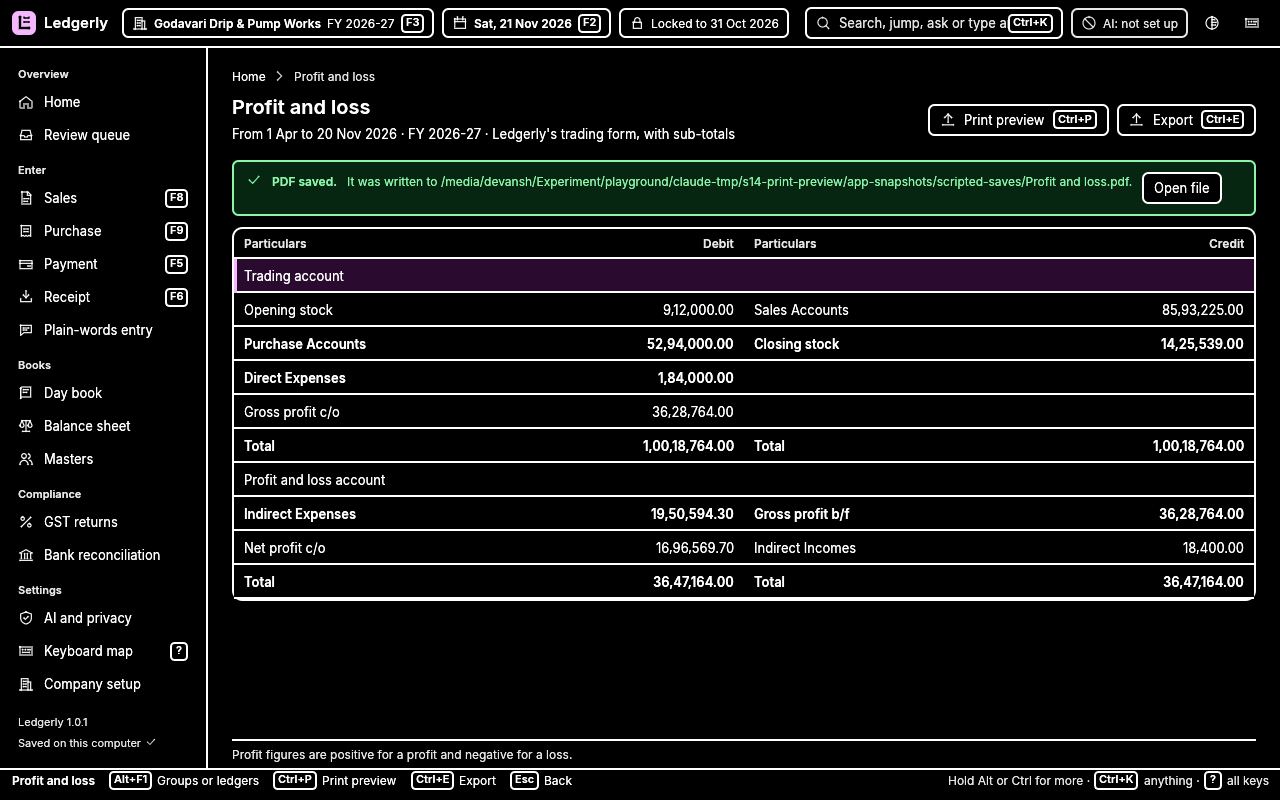 Ledgerly
Godavari Drip & Pump Works FY 2026-27 F3
Sat, 21 Nov 2026 F2
Locked to 31 Oct 2026
Search, jump, ask or type a Ctrl+K
AI: not set up
Overview
Home
Review queue
Enter
Sales F8
Purchase F9
Payment F5
Receipt F6
Plain-words entry
Books
Day book
Balance sheet
Masters
Compliance
GST returns
Bank reconciliation
Settings
AI and privacy
Keyboard map ?
Company setup
Ledgerly 1.0.1
Saved on this computer
Home Profit and loss
Profit and loss
From 1 Apr to 20 Nov 2026 · FY 2026-27 · Ledgerly's trading form, with sub-totals
Print preview Ctrl+P
Export Ctrl+E
PDF saved. It was written to /media/devansh/Experiment/playground/claude-tmp/s14-print-preview/app-snapshots/scripted-saves/Profit and loss.pdf. Open file
Particulars Debit Particulars Credit
Trading account
Opening stock 9,12,000.00 Sales Accounts 85,93,225.00
Purchase Accounts 52,94,000.00 Closing stock 14,25,539.00
Direct Expenses 1,84,000.00
Gross profit c/o 36,28,764.00
Total 1,00,18,764.00 Total 1,00,18,764.00
Profit and loss account
Indirect Expenses 19,50,594.30 Gross profit b/f 36,28,764.00
Net profit c/o 16,96,569.70 Indirect Incomes 18,400.00
Total 36,47,164.00 Total 36,47,164.00
Profit figures are positive for a profit and negative for a loss.
Profit and loss Alt+F1 Groups or ledgers Ctrl+P Print preview Ctrl+E Export Esc Back
Hold Alt or Ctrl for more · Ctrl+K anything · ? all keys